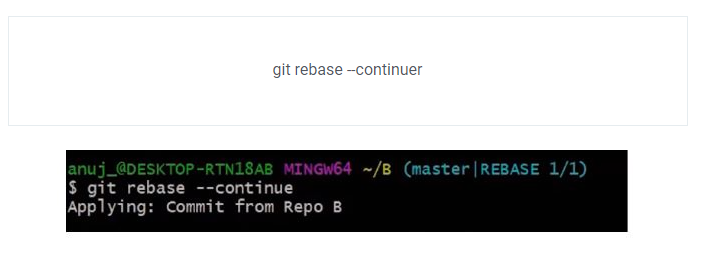 git rebase –continuer
anuj_@DESKTOP-RTN18AB MINGW64 ~/B (master|REBASE 1/1)
$ git rebase --continue
Applying: Commit from Repo B